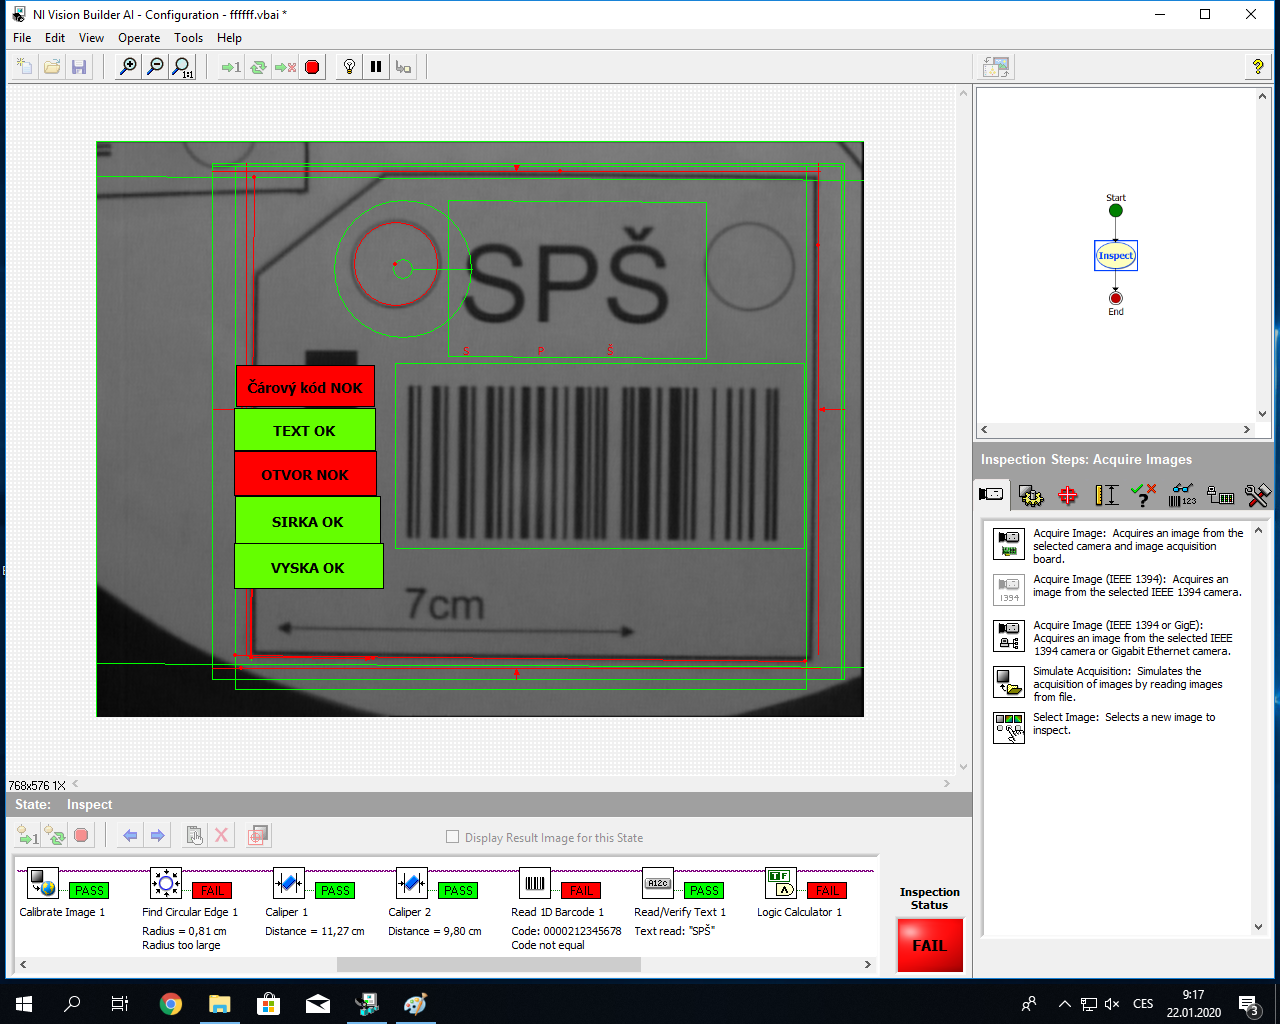 NI Vision Builder AI - Configuration - ffffff.vbai *
File Edit View Operate Tools Help
SPŠ
S P Š
Čárový kód NOK
TEXT OK
OTVOR NOK
SIRKA OK
VYSKA OK
7cm
768x576 1X
Start
Inspect
End
Inspection Steps: Acquire Images
Acquire Image: Acquires an image from the
selected camera and image acquisition
board.
Acquire Image (IEEE 1394): Acquires an
image from the selected IEEE 1394 camera.
Acquire Image (IEEE 1394 or GigE):
Acquires an image from the selected IEEE
1394 camera or Gigabit Ethernet camera.
Simulate Acquisition: Simulates the
acquisition of images by reading images
from file.
Select Image: Selects a new image to
inspect.
State: Inspect
Display Result Image for this State
PASS
Calibrate Image 1
FAIL
Find Circular Edge 1
Radius = 0,81 cm
Radius too large
PASS
Caliper 1
Distance = 11,27 cm
PASS
Caliper 2
Distance = 9,80 cm
FAIL
Read 1D Barcode 1
Code: 0000212345678
Code not equal
A12c
PASS
Read/Verify Text 1
Text read: "SPŠ"
T F
A
FAIL
Logic Calculator 1
Inspection
Status
FAIL
CES
9:17
22.01.2020
3